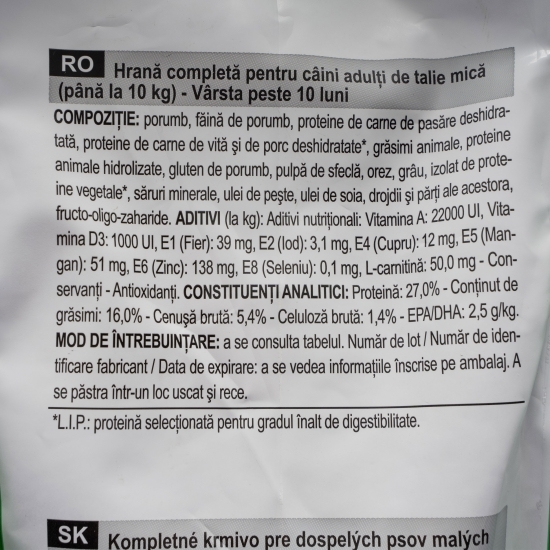 RO Hrană completă pentru câini adulți de talie mică
(până la 10 kg) - Vârsta peste 10 luni
COMPOZIȚIE: porumb, făină de porumb, proteine de carne de pasăre deshidra-
tată, proteine de carne de vită şi de porc deshidratate*, grăsimi animale, proteine
animale hidrolizate, gluten de porumb, pulpă de sfeclă, orez, grâu, izolat de prote-
ine vegetale*, săruri minerale, ulei de peşte, ulei de soia, drojdii şi părți ale acestora,
fructo-oligo-zaharide. ADITIVI (la kg): Aditivi nutriționali: Vitamina A: 22000 UI, Vita-
mina D3: 1000 UI, E1 (Fier): 39 mg, E2 (Iod): 3,1 mg, E4 (Cupru): 12 mg, E5 (Man-
gan): 51 mg, E6 (Zinc): 138 mg, E8 (Seleniu): 0,1 mg, L-carnitină: 50,0 mg - Con-
servanți - Antioxidanți. CONSTITUENȚI ANALITICI: Proteină: 27,0% - Conținut de
grăsimi: 16,0% - Cenuşă brută: 5,4% - Celuloză brută: 1,4% - EPA/DHA: 2,5 g/kg.
MOD DE ÎNTREBUINȚARE: a se consulta tabelul. Număr de lot / Număr de iden-
tificare fabricant / Data de expirare: a se vedea informațiile înscrise pe ambalaj. A
se păstra într-un loc uscat şi rece.
*L.I.P.: proteină selecționată pentru gradul înalt de digestibilitate.
SK Kompletné krmivo pre dospelých psov malých